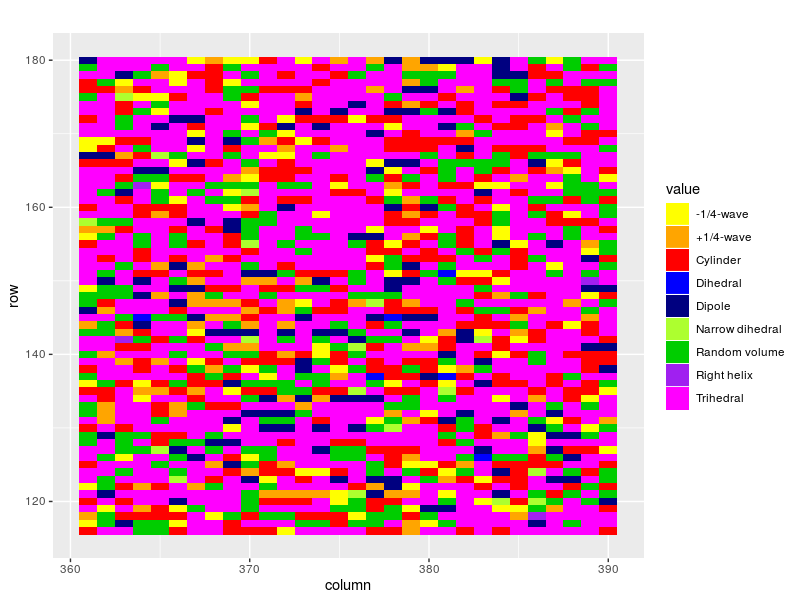 180
160
140
120
360
370
380
390
column
row
value
-1/4-wave
+1/4-wave
Cylinder
Dihedral
Dipole
Narrow dihedral
Random volume
Right helix
Trihedral